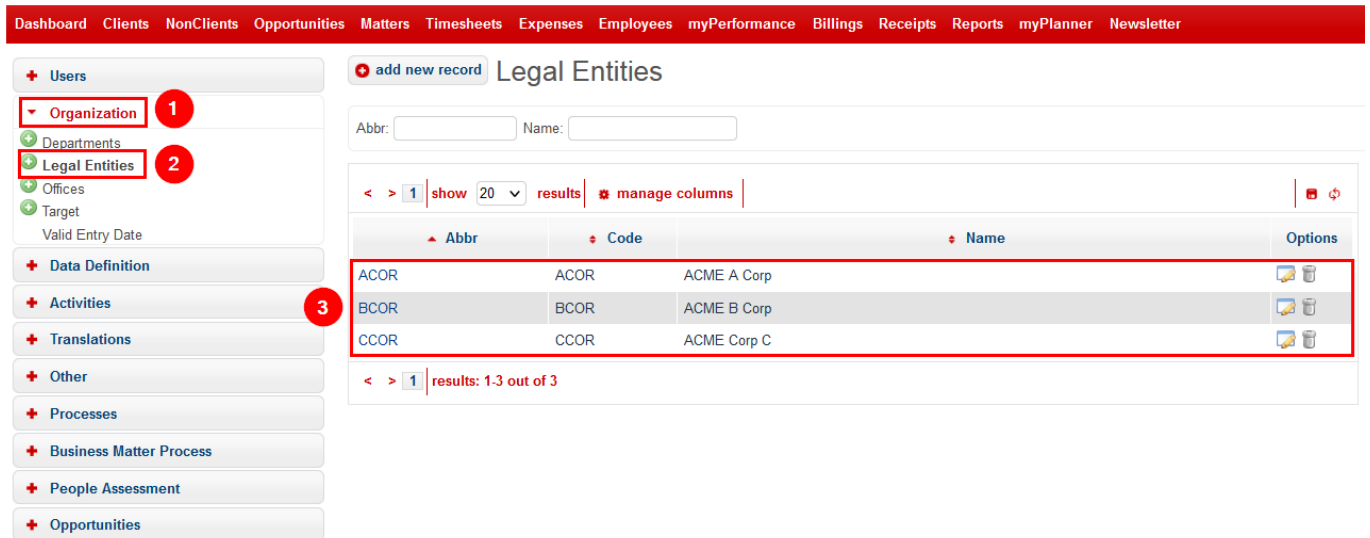 Dashboard Clients NonClients Opportunities Matters Timesheets Expenses Employees myPerformance Billings Receipts Reports myPlanner Newsletter
Users
Organization 1
Departments
Legal Entities 2
Offices
Target
Valid Entry Date
Data Definition
Activities
Translations
Other
Processes
Business Matter Process
People Assessment
Opportunities
add new record Legal Entities
Abbr: Name:
< > 1 show 20 results manage columns
Abbr Code Name Options
ACOR ACOR ACME A Corp
3 BCOR BCOR ACME B Corp
CCOR CCOR ACME Corp C
< > 1 results: 1-3 out of 3